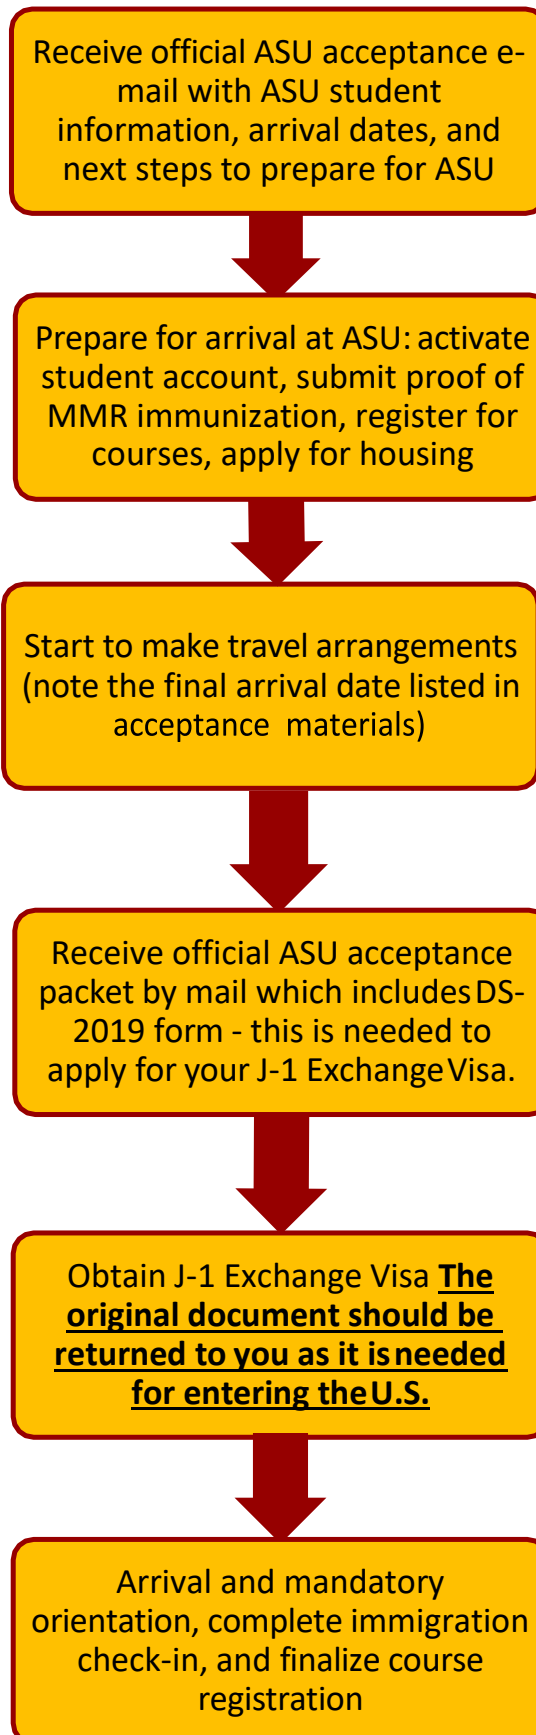 Receive official ASU acceptance e-
mail with ASU student
information, arrival dates, and
next steps to prepare for ASU
Prepare for arrival at ASU: activate
student account, submit proof of
MMR immunization, register for
courses, apply for housing
Start to make travel arrangements
(note the final arrival date listed in
acceptance materials)
Receive official ASU acceptance
packet by mail which includes DS-
2019 form - this is needed to
apply for your J-1 Exchange Visa.
Obtain J-1 Exchange Visa The
original document should be
returned to you as it is needed
for entering the U.S.
Arrival and mandatory
orientation, complete immigration
check-in, and finalize course
registration